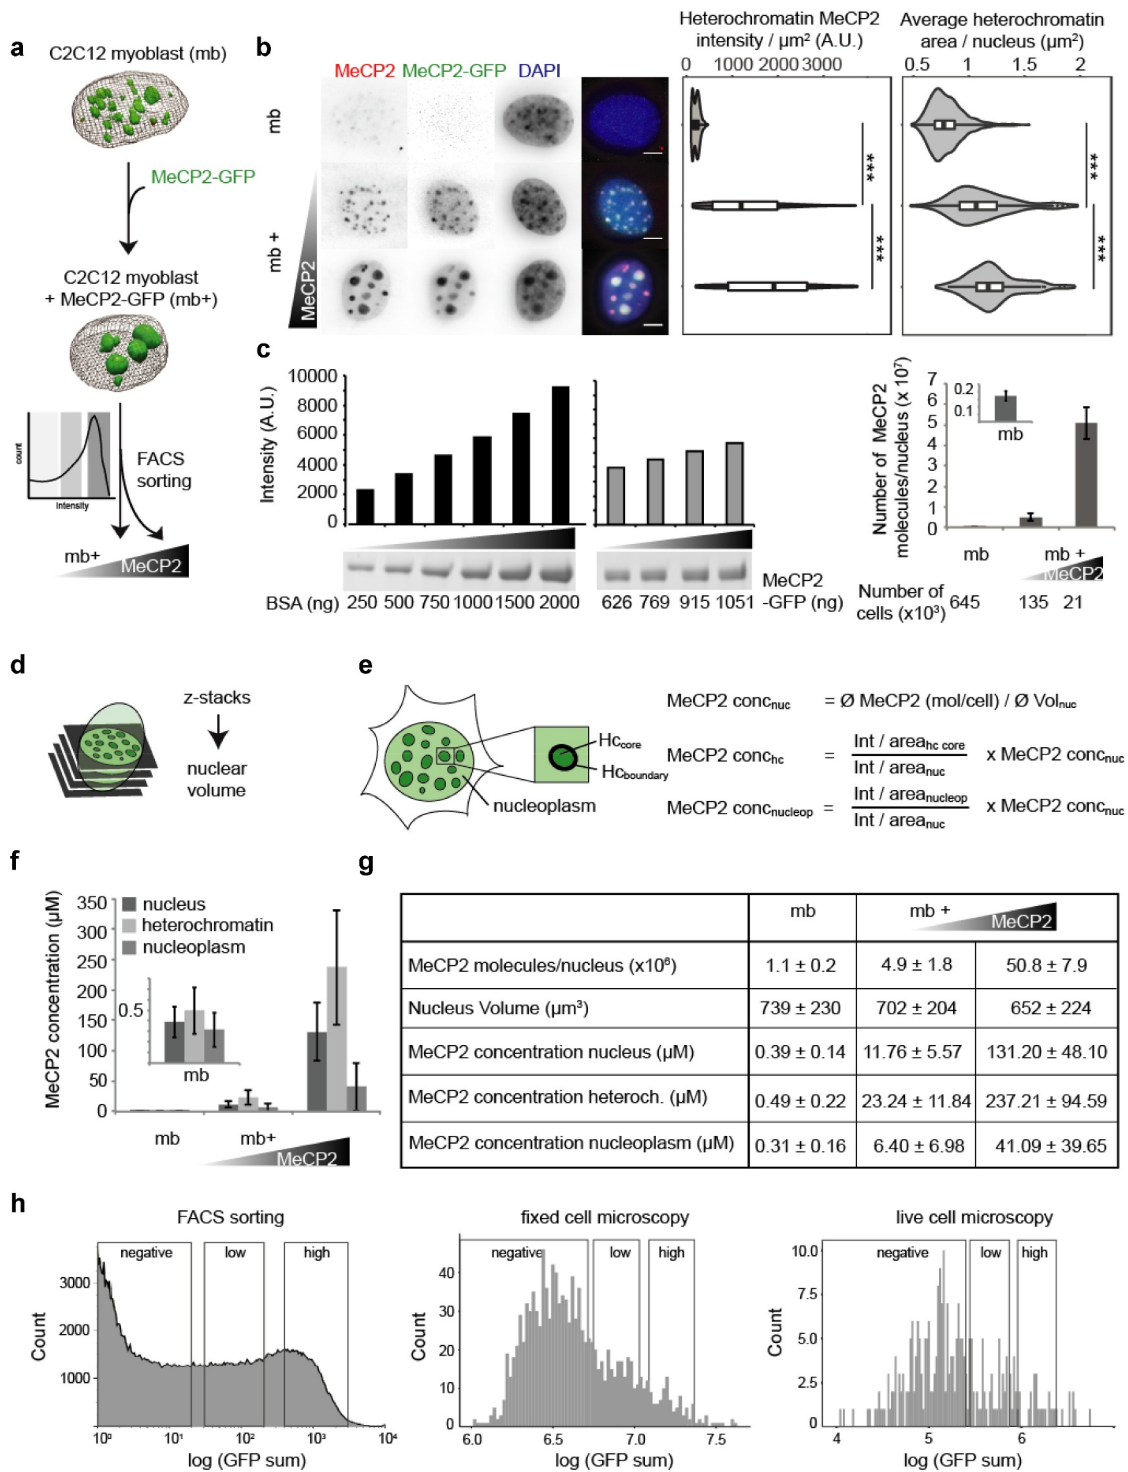 a
C2C12 myoblast (mb)
MeCP2-GFP
C2C12 myoblast
+ MeCP2-GFP (mb+)
count
Intensity
FACS
sorting
mb+
MeCP2
b
MeCP2 MeCP2-GFP DAPI
mb
mb +
MeCP2
Heterochromatin MeCP2
intensity / µm² (A.U.)
0 1000 2000 3000
***
***
Average heterochromatin
area / nucleus (µm²)
0.5 1 1.5 2
***
***
c
Intensity (A.U.)
10000
8000
6000
4000
2000
0
BSA (ng) 250 500 750 1000 1500 2000
626 769 915 1051
MeCP2
-GFP (ng)
Number of MeCP2
molecules/nucleus (x 10⁷)
7
6
5
4
3
2
1
0
0.2
0.1
mb
mb
mb +
MeCP2
Number of
cells (x10³)
645 135 21
d
z-stacks
nuclear
volume
e
Hc core
Hc boundary
nucleoplasm
MeCP2 conc nuc = Ø MeCP2 (mol/cell) / Ø Vol nuc
MeCP2 conc hc = Int / area hc core / Int / area nuc x MeCP2 conc nuc
MeCP2 conc nucleop = Int / area nucleop / Int / area nuc x MeCP2 conc nuc
f
MeCP2 concentration (µM)
350
300
250
200
150
100
50
0
nucleus
heterochromatin
nucleoplasm
0.5
mb
mb
mb+
MeCP2
g
mb
mb +
MeCP2
MeCP2 molecules/nucleus (x10⁶) 1.1 ± 0.2 4.9 ± 1.8 50.8 ± 7.9
Nucleus Volume (µm³) 739 ± 230 702 ± 204 652 ± 224
MeCP2 concentration nucleus (µM) 0.39 ± 0.14 11.76 ± 5.57 131.20 ± 48.10
MeCP2 concentration heteroch. (µM) 0.49 ± 0.22 23.24 ± 11.84 237.21 ± 94.59
MeCP2 concentration nucleoplasm (µM) 0.31 ± 0.16 6.40 ± 6.98 41.09 ± 39.65
h
FACS sorting
negative low high
Count
3000
2000
1000
10⁰ 10¹ 10² 10³ 10⁴
log (GFP sum)
fixed cell microscopy
negative low high
Count
40
30
20
10
0
6.0 6.5 7.0 7.5
log (GFP sum)
live cell microscopy
negative low high
Count
10.0
7.5
5.0
2.5
0
4 5 6
log (GFP sum)